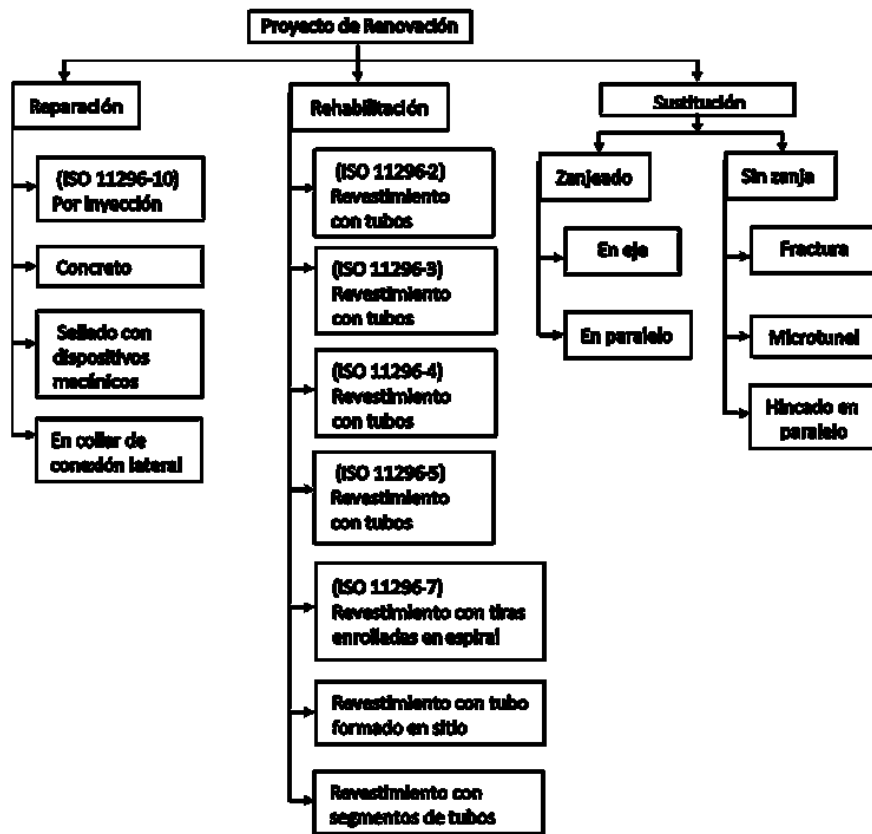 Proyecto de Renovación
Reparación
(ISO 11296-10)
Por inyección
Concreto
Sellado con
dispositivos
mecánicos
En collar de
conexión lateral
Rehabilitación
(ISO 11296-2)
Revestimiento
con tubos
(ISO 11296-3)
Revestimiento
con tubos
(ISO 11296-4)
Revestimiento
con tubos
(ISO 11296-5)
Revestimiento
con tubos
(ISO 11296-7)
Revestimiento con tiras
enrolladas en espiral
Revestimiento con tubo
formado en sitio
Revestimiento con
segmentos de tubos
Sustitución
Zanjeado
En eje
En paralelo
Sin zanja
Fractura
Microtunel
Hincado en
paralelo